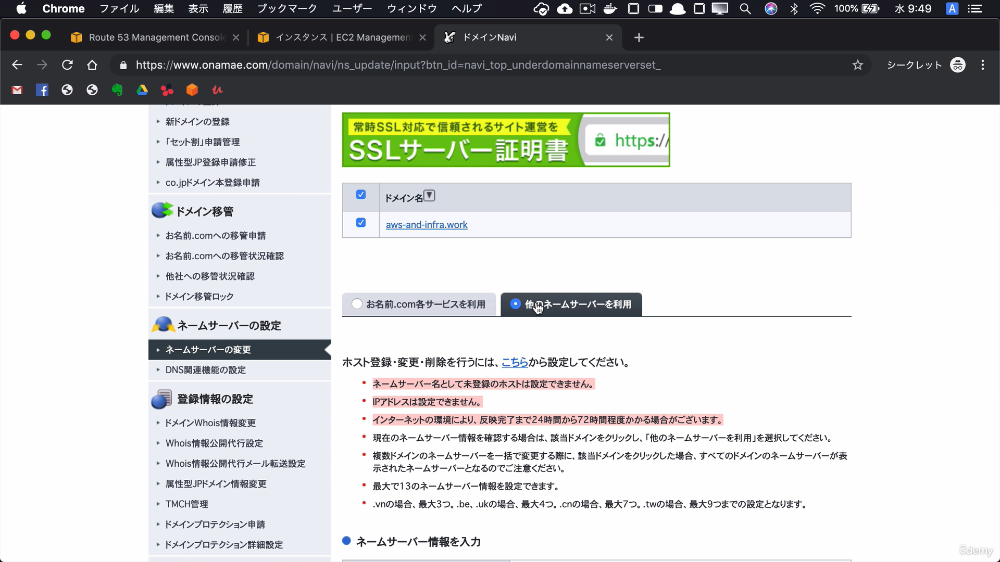 Chrome ファイル 編集 表示 履歴 ブックマーク ユーザー ウィンドウ ヘルプ 100% 水 9:49 A
Route 53 Management Console インスタンス | EC2 Management ドメインNavi
https://www.onamae.com/domain/navi/ns_update/input?btn_id=navi_top_underdomainnameserverset_ シークレット
新ドメインの登録
「セット割」申請管理
属性型JP登録申請修正
co.jpドメイン本登録申請
ドメイン移管
お名前.comへの移管申請
お名前.comへの移管状況確認
他社への移管状況確認
ドメイン移管ロック
ネームサーバーの設定
ネームサーバーの変更
DNS関連機能の設定
登録情報の設定
ドメインWhois情報変更
Whois情報公開代行設定
Whois情報公開代行メール転送設定
属性型JPドメイン情報変更
TMCH管理
ドメインプロテクション申請
ドメインプロテクション詳細設定
常時SSL対応で信頼されるサイト運営を
SSLサーバー証明書
https://
ドメイン名 ▼
aws-and-infra.work
お名前.com各サービスを利用 他のネームサーバーを利用
ホスト登録・変更・削除を行うには、こちらから設定してください。
ネームサーバー名として未登録のホストは設定できません。
IPアドレスは設定できません。
インターネットの環境により、反映完了まで24時間から72時間程度かかる場合がございます。
現在のネームサーバー情報を確認する場合は、該当ドメインをクリックし、「他のネームサーバーを利用」を選択してください。
複数ドメインのネームサーバーを一括で変更する際に、該当ドメインをクリックした場合、すべてのドメインのネームサーバーが表
示されたネームサーバーとなるのでご注意ください。
最大で13のネームサーバー情報を設定できます。
.vnの場合、最大3つ。.be、.ukの場合、最大4つ。.cnの場合、最大7つ。.twの場合、最大9つまでの設定となります。
ネームサーバー情報を入力
ûdemy